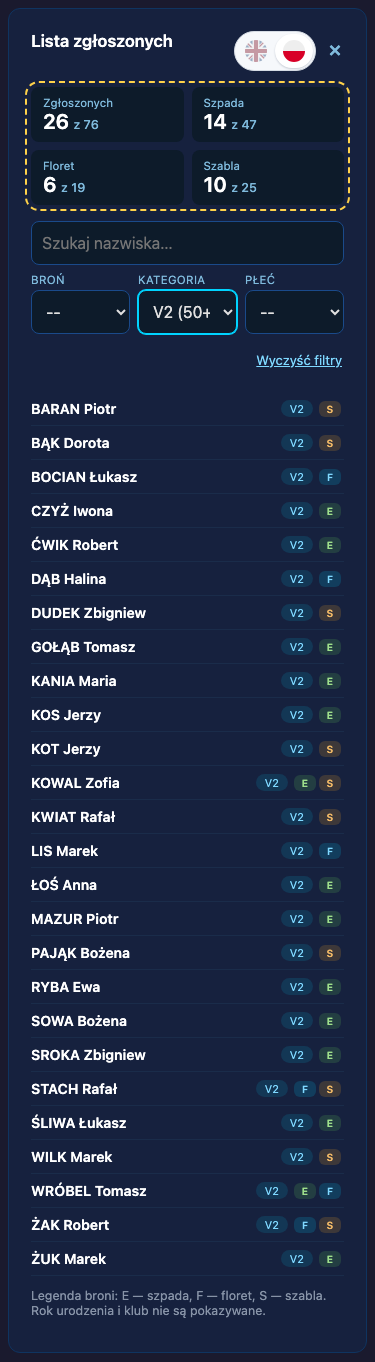 Lista zgłoszonych
×
Zgłoszonych
26 z 76
Szpada
14 z 47
Floret
6 z 19
Szabla
10 z 25
Szukaj nazwiska...
BROŃ
KATEGORIA
PŁEĆ
--
V2 (50+
--
Wyczyść filtry
BARAN Piotr V2 S
BĄK Dorota V2 S
BOCIAN Łukasz V2 F
CZYŻ Iwona V2 E
ĆWIK Robert V2 E
DĄB Halina V2 F
DUDEK Zbigniew V2 S
GOŁĄB Tomasz V2 E
KANIA Maria V2 E
KOS Jerzy V2 E
KOT Jerzy V2 S
KOWAL Zofia V2 E S
KWIAT Rafał V2 S
LIS Marek V2 F
ŁOŚ Anna V2 E
MAZUR Piotr V2 E
PAJĄK Bożena V2 S
RYBA Ewa V2 E
SOWA Bożena V2 E
SROKA Zbigniew V2 E
STACH Rafał V2 F S
ŚLIWA Łukasz V2 E
WILK Marek V2 S
WRÓBEL Tomasz V2 E F
ŻAK Robert V2 F S
ŻUK Marek V2 E
Legenda broni: E — szpada, F — floret, S — szabla.
Rok urodzenia i klub nie są pokazywane.